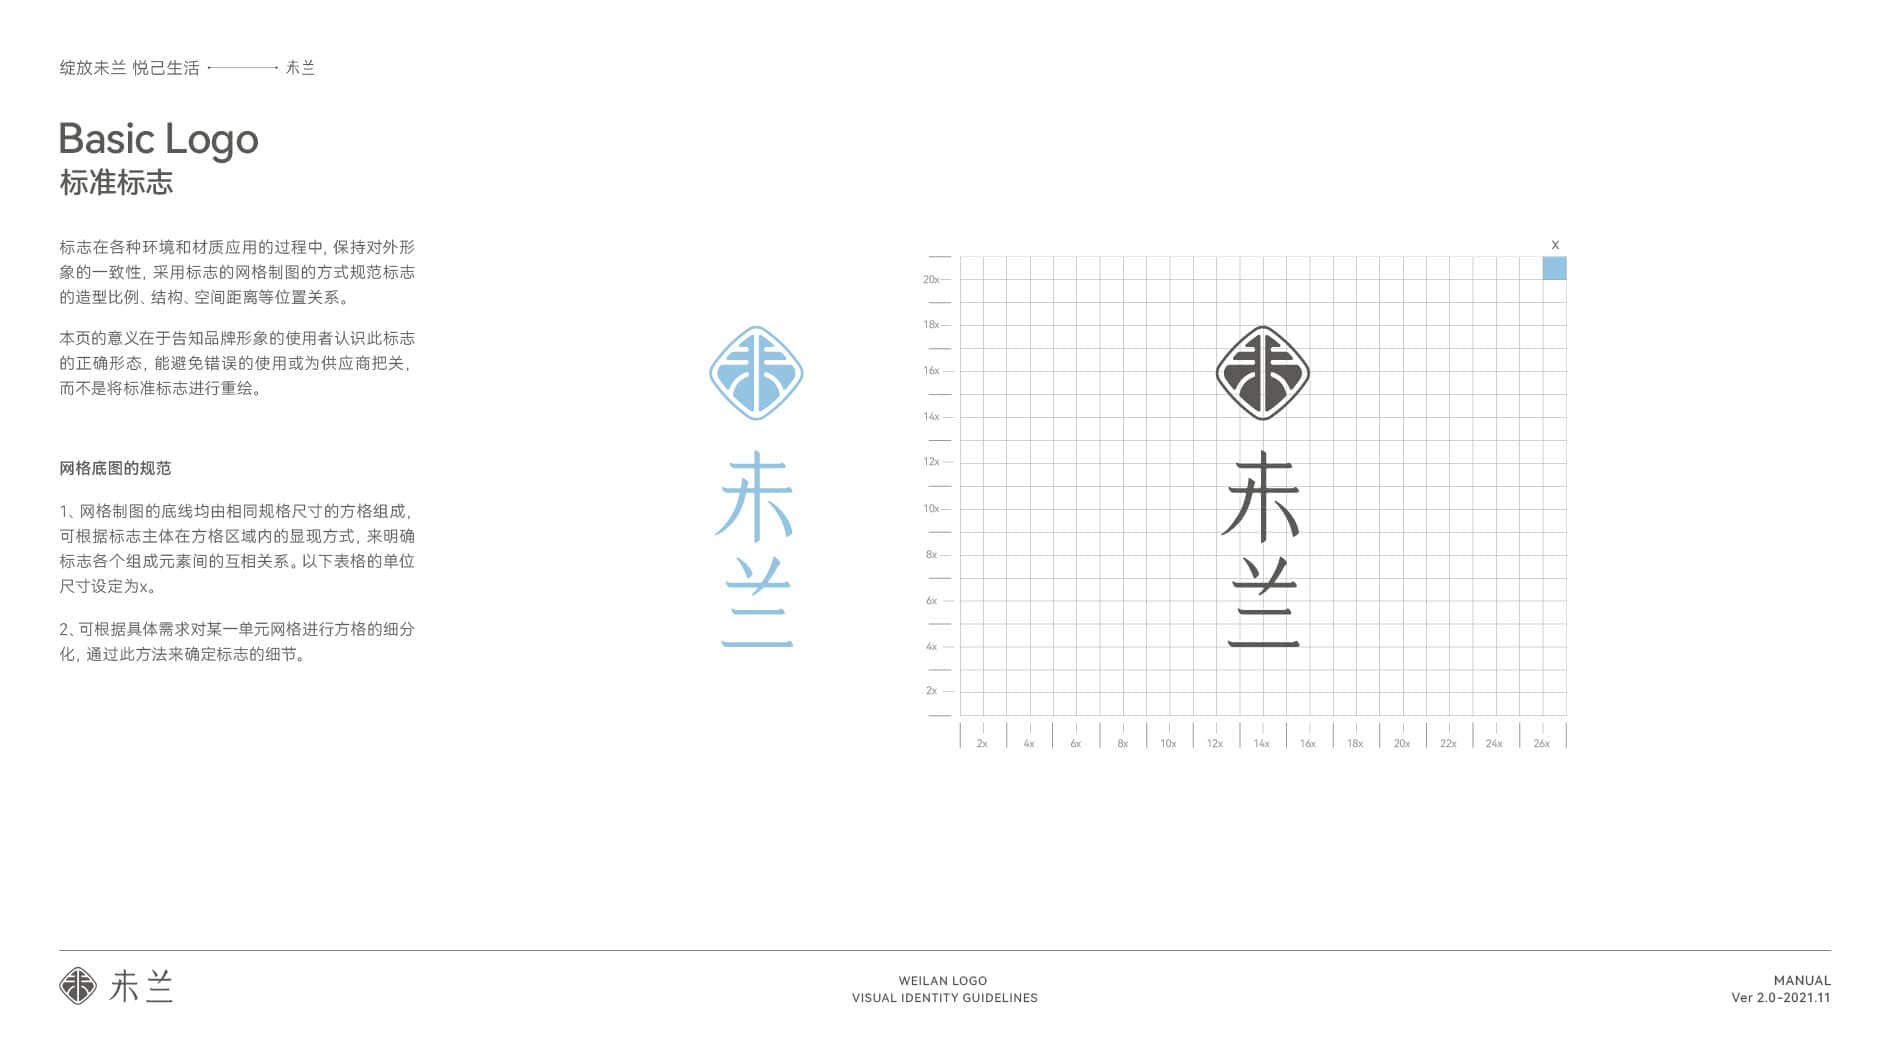 绽放未兰 悦己生活 未兰
Basic Logo
标准标志
标志在各种环境和材质应用的过程中, 保持对外形
象的一致性, 采用标志的网格制图的方式规范标志
的造型比例、结构、空间距离等位置关系。
本页的意义在于告知品牌形象的使用者认识此标志
的正确形态, 能避免错误的使用或为供应商把关,
而不是将标准标志进行重绘。
网格底图的规范
1、网格制图的底线均由相同规格尺寸的方格组成,
可根据标志主体在方格区域内的显现方式, 来明确
标志各个组成元素间的互相关系。以下表格的单位
尺寸设定为x。
2、可根据具体需求对某一单元网格进行方格的细分
化, 通过此方法来确定标志的细节。
未
兰
X
20x
18x
16x
14x
12x
10x
8x
6x
4x
2x
未
兰
2x 4x 6x 8x 10x 12x 14x 16x 18x 20x 22x 24x 26x
未兰
WEILAN LOGO
VISUAL IDENTITY GUIDELINES
MANUAL
Ver 2.0-2021.11